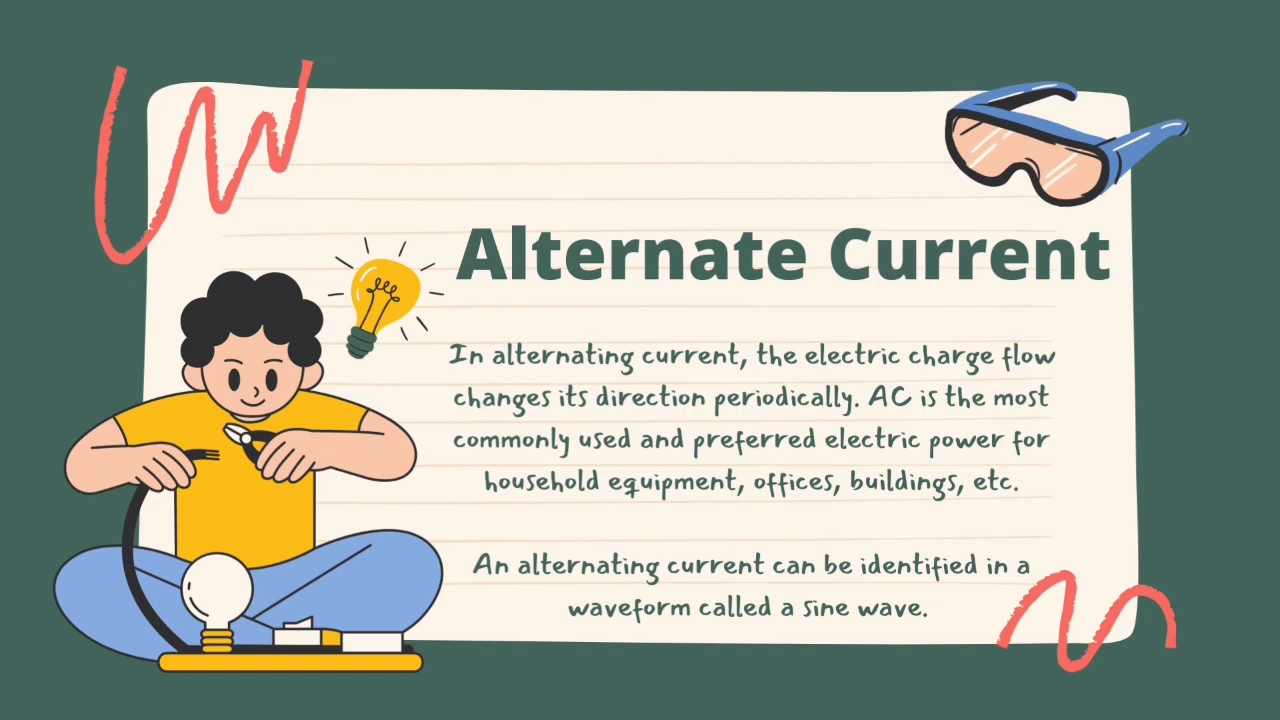 Alternate Current
In alternating current, the electric charge flow
changes its direction periodically. AC is the most
commonly used and preferred electric power for
household equipment, offices, buildings, etc.
An alternating current can be identified in a
waveform called a sine wave.